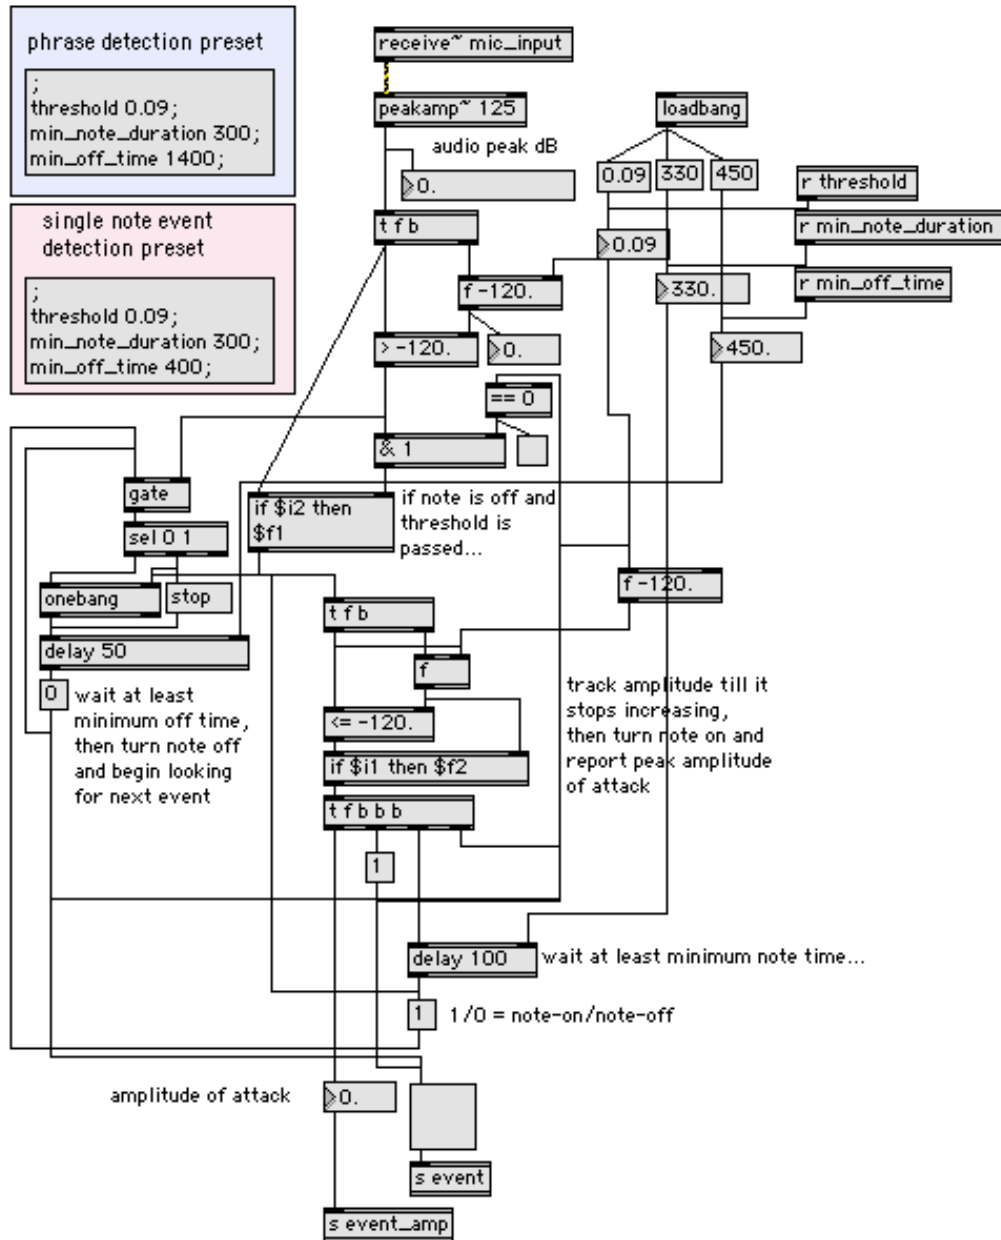 phrase detection preset
;
threshold 0.09;
min_note_duration 300;
min_off_time 1400;
single note event
detection preset
;
threshold 0.09;
min_note_duration 300;
min_off_time 400;
receive~ mic_input
peakamp~ 125
audio peak dB
0.
loadbang
0.09
330
450
r threshold
r min_note_duration
r min_off_time
t f b
0.09
330.
450.
f -120.
> -120.
0.
== 0
& 1
gate
sel 0 1
if $i2 then
$f1
if note is off and
threshold is
passed...
onebang
stop
delay 50
0
wait at least
minimum off time,
then turn note off
and begin looking
for next event
f -120.
t f b
f
<= -120.
if $i1 then $f2
t f b b b
track amplitude till it
stops increasing,
then turn note on and
report peak amplitude
of attack
1
delay 100
wait at least minimum note time...
1
1/0 = note-on/note-off
amplitude of attack
0.
s event
s event_amp